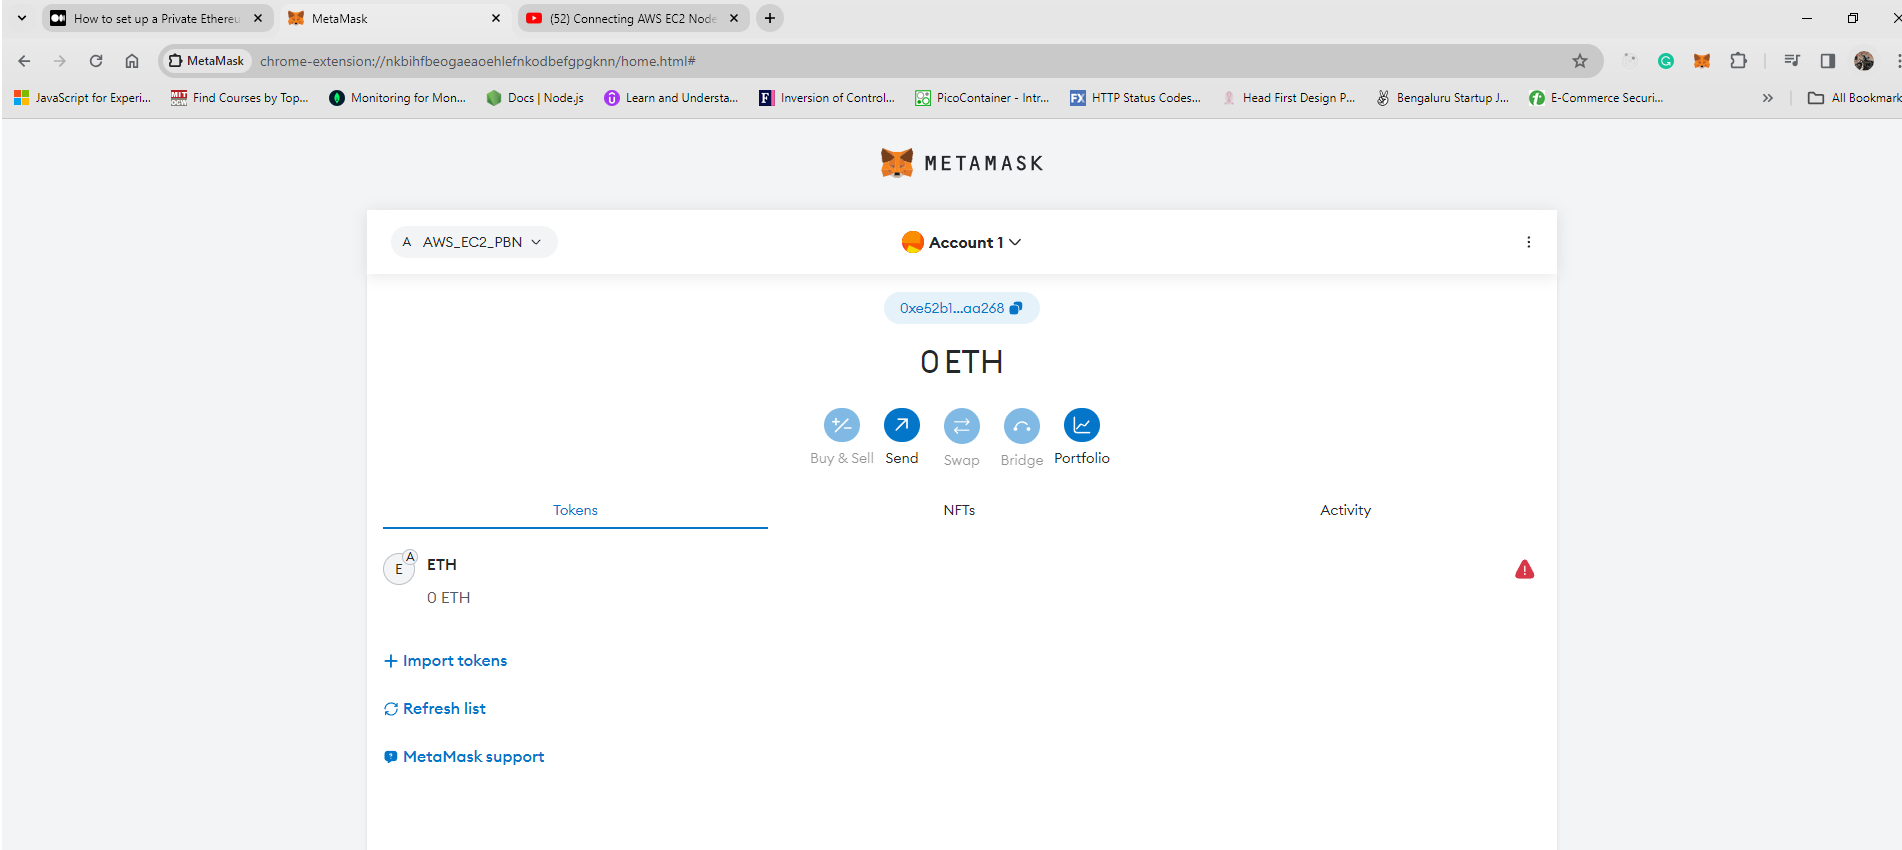 How to set up a Private Ethereu
MetaMask
(52) Connecting AWS EC2 Node
MetaMask
chrome-extension://nkbihfbeogaeaoehlefnkodbefgpgknn/home.html#
JavaScript for Experi...
MIT OCW
Find Courses by Top...
Monitoring for Mon...
Docs | Node.js
Learn and Understa...
F
Inversion of Control...
PicoContainer - Intr...
FX
HTTP Status Codes...
Head First Design P...
Bengaluru Startup J...
E-Commerce Securi...
All Bookmark
METAMASK
A AWS_EC2_PBN
Account 1
0xe52b1...aa268
0 ETH
Buy & Sell
Send
Swap
Bridge
Portfolio
Tokens
NFTs
Activity
E
A
ETH
0 ETH
Import tokens
Refresh list
MetaMask support